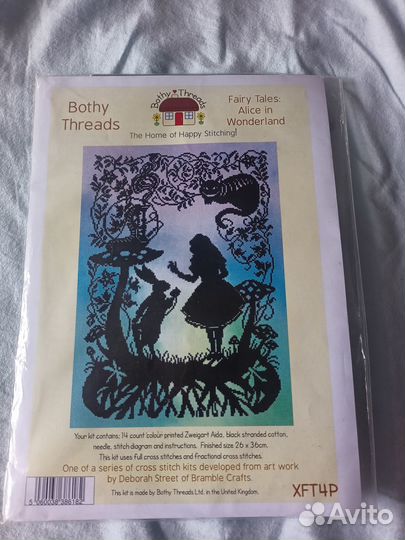 Bothy Threads
Bothy
Threads
Fairy Tales:
Alice in
Wonderland
The Home of Happy Stitching!
Your kit contains: 14 count colour printed Zweigart Aida, black stranded cotton,
needle, stitch diagram and instructions. Finished size 26 x 36cm.
This kit uses full cross stitches and fractional cross stitches.
One of a series of cross stitch kits developed from art work
by Deborah Street of Bramble Crafts.
This kit is made by Bothy Threads Ltd. in the United Kingdom.
XFT4P
Avito